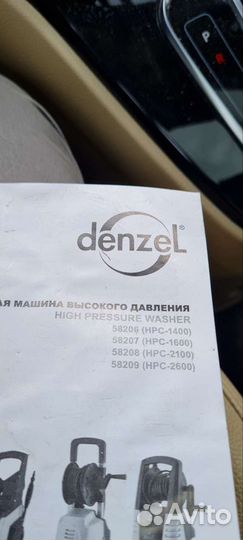 P
R
denzel
АЯ МАШИНА ВЫСОКОГО ДАВЛЕНИЯ
HIGH PRESSURE WASHER
58206 (HPC-1400)
58207 (HPC-1600)
58208 (HPC-2100)
58209 (HPC-2600)
Avito